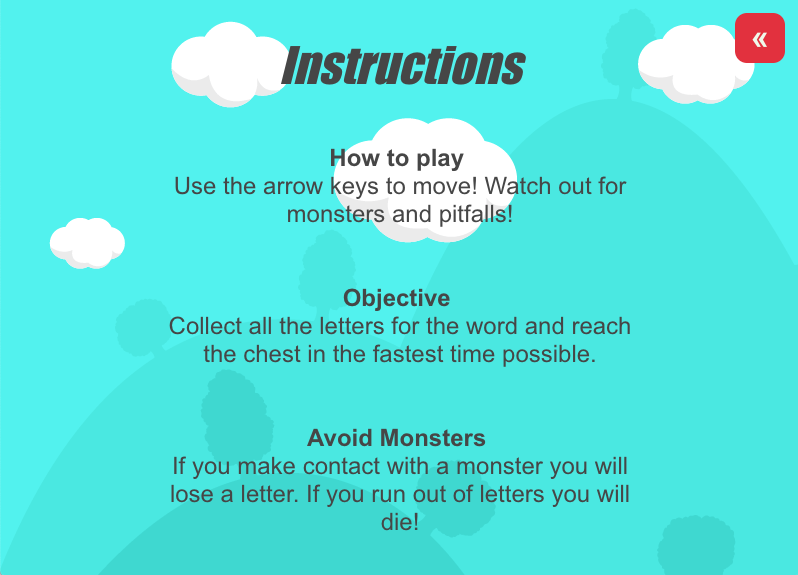 «
Instructions
How to play
Use the arrow keys to move! Watch out for
monsters and pitfalls!
Objective
Collect all the letters for the word and reach
the chest in the fastest time possible.
Avoid Monsters
If you make contact with a monster you will
lose a letter. If you run out of letters you will
die!